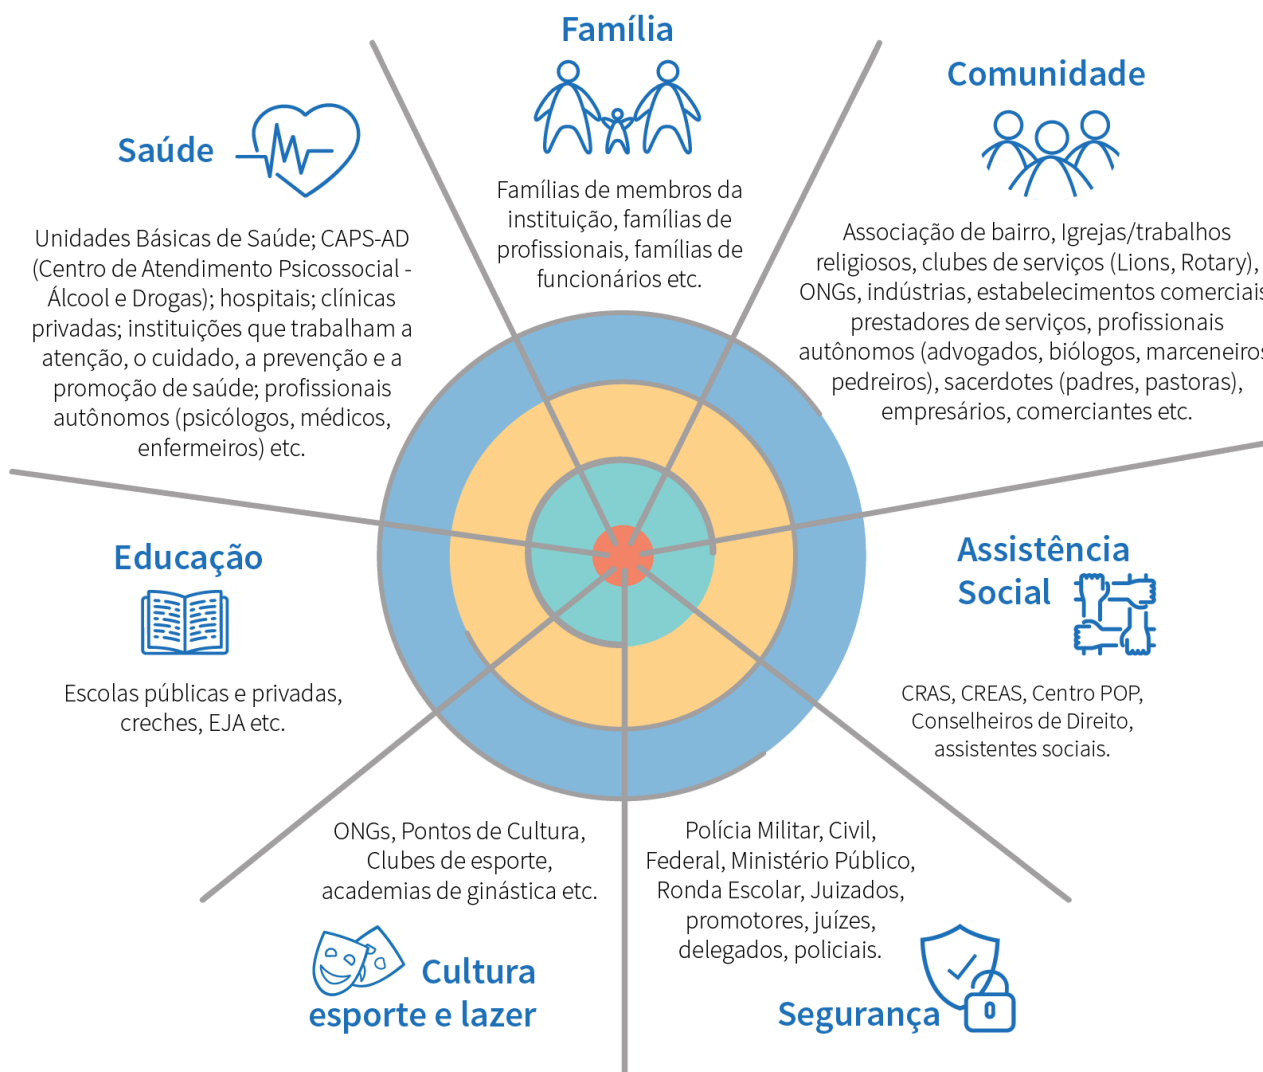 Família
Famílias de membros da
instituição, famílias de
profissionais, famílias de
funcionários etc.
Comunidade
Associação de bairro, Igrejas/trabalhos
religiosos, clubes de serviços (Lions, Rotary),
ONGs, indústrias, estabelecimentos comerciais
prestadores de serviços, profissionais
autônomos (advogados, biólogos, marceneiros
pedreiros), sacerdotes (padres, pastoras),
empresários, comerciantes etc.
Saúde
Unidades Básicas de Saúde; CAPS-AD
(Centro de Atendimento Psicossocial -
Álcool e Drogas); hospitais; clínicas
privadas; instituições que trabalham a
atenção, o cuidado, a prevenção e a
promoção de saúde; profissionais
autônomos (psicólogos, médicos,
enfermeiros) etc.
Educação
Escolas públicas e privadas,
creches, EJA etc.
Assistência
Social
CRAS, CREAS, Centro POP,
Conselheiros de Direito,
assistentes sociais.
ONGs, Pontos de Cultura,
Clubes de esporte,
academias de ginástica etc.
Cultura
esporte e lazer
Polícia Militar, Civil,
Federal, Ministério Público,
Ronda Escolar, Juizados,
promotores, juízes,
delegados, policiais.
Segurança